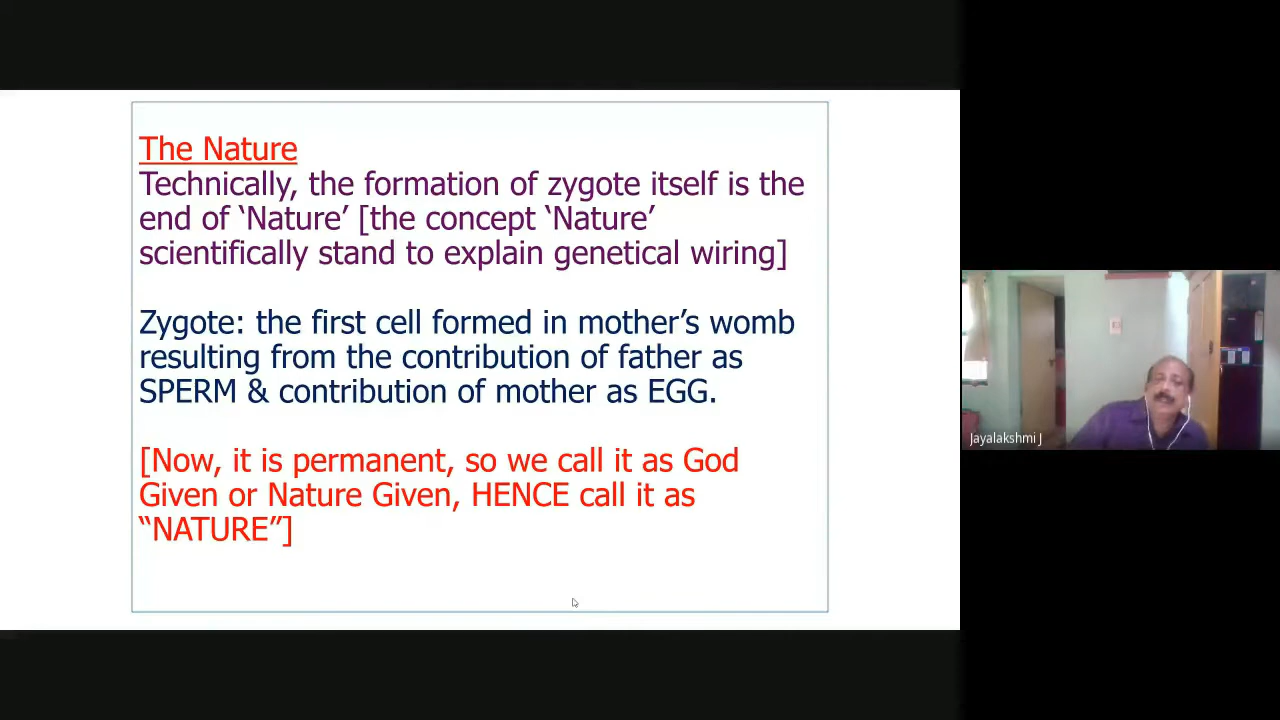 The Nature
Technically, the formation of zygote itself is the
end of ‘Nature’ [the concept ‘Nature’
scientifically stand to explain genetical wiring]
Zygote: the first cell formed in mother’s womb
resulting from the contribution of father as
SPERM & contribution of mother as EGG.
[Now, it is permanent, so we call it as God
Given or Nature Given, HENCE call it as
“NATURE”]
Jayalakshmi J